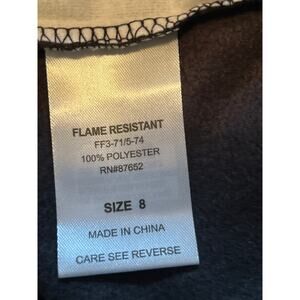 FLAME RESISTANT
FF3-71/5-74
100% POLYESTER
RN#87652
SIZE 8
MADE IN CHINA
CARE SEE REVERSE